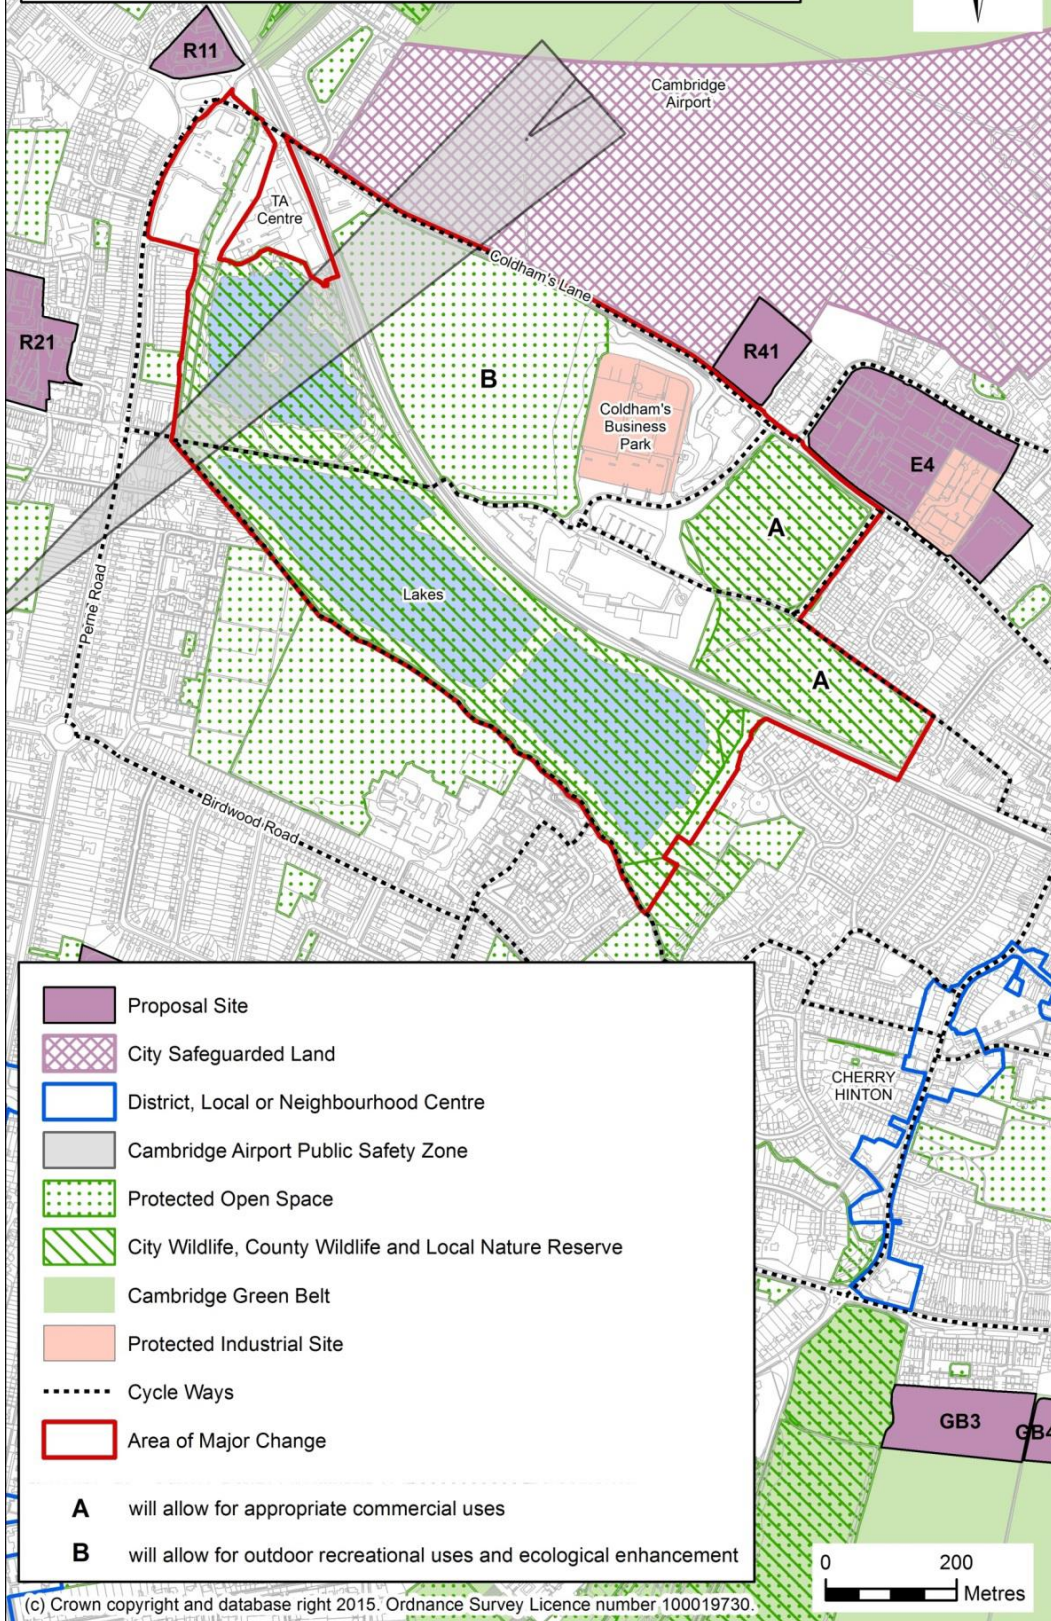 R11
Cambridge
Airport
TA
Centre
Coldham's Lane
R21
R41
B
Coldham's
Business
Park
E4
A
Lakes
Perne Road
A
Birdwood Road
CHERRY
HINTON
Proposal Site
City Safeguarded Land
District, Local or Neighbourhood Centre
Cambridge Airport Public Safety Zone
Protected Open Space
City Wildlife, County Wildlife and Local Nature Reserve
Cambridge Green Belt
Protected Industrial Site
Cycle Ways
Area of Major Change
A will allow for appropriate commercial uses
B will allow for outdoor recreational uses and ecological enhancement
GB3
GB4
0 200
Metres
(c) Crown copyright and database right 2015. Ordnance Survey Licence number 100019730.